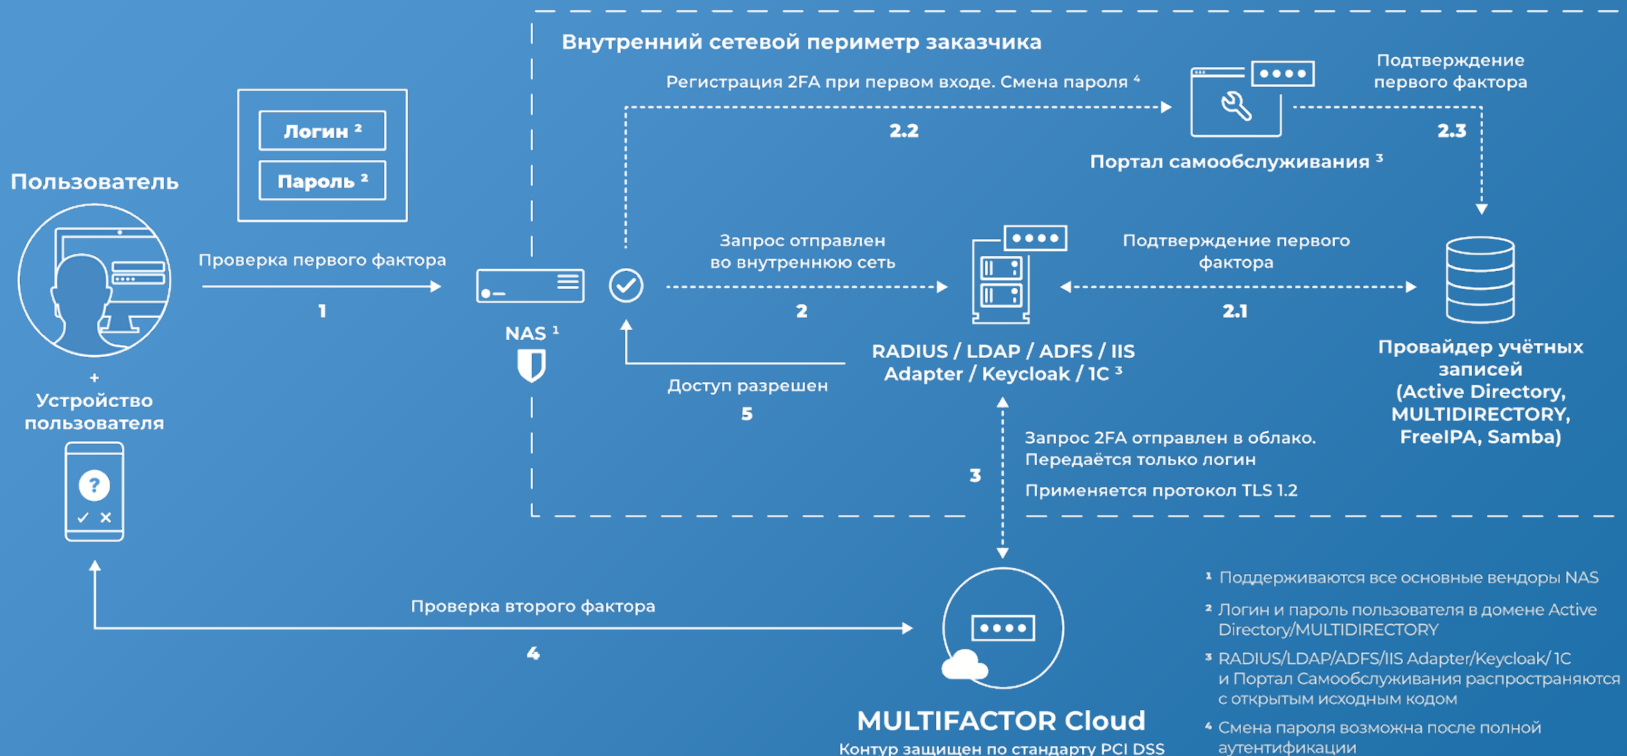 Внутренний сетевой периметр заказчика
Регистрация 2FA при первом входе. Смена пароля ⁴
2.2
Подтверждение
первого фактора
2.3
Портал самообслуживания ³
Логин ²
Пароль ²
Пользователь
Проверка первого фактора
1
NAS ¹
Запрос отправлен
во внутреннюю сеть
2
Подтверждение первого
фактора
2.1
RADIUS / LDAP / ADFS / IIS
Adapter / Keycloak / 1C ³
Провайдер учётных
записей
(Active Directory,
MULTIDIRECTORY,
FreeIPA, Samba)
Доступ разрешен
5
+
Устройство
пользователя
?
3
Запрос 2FA отправлен в облако.
Передаётся только логин
Применяется протокол TLS 1.2
Проверка второго фактора
4
MULTIFACTOR Cloud
Контур защищен по стандарту PCI DSS
¹ Поддерживаются все основные вендоры NAS
² Логин и пароль пользователя в домене Active
Directory/MULTIDIRECTORY
³ RADIUS/LDAP/ADFS/IIS Adapter/Keycloak/ 1C
и Портал Самообслуживания распространяются
с открытым исходным кодом
⁴ Смена пароля возможна после полной
аутентификации